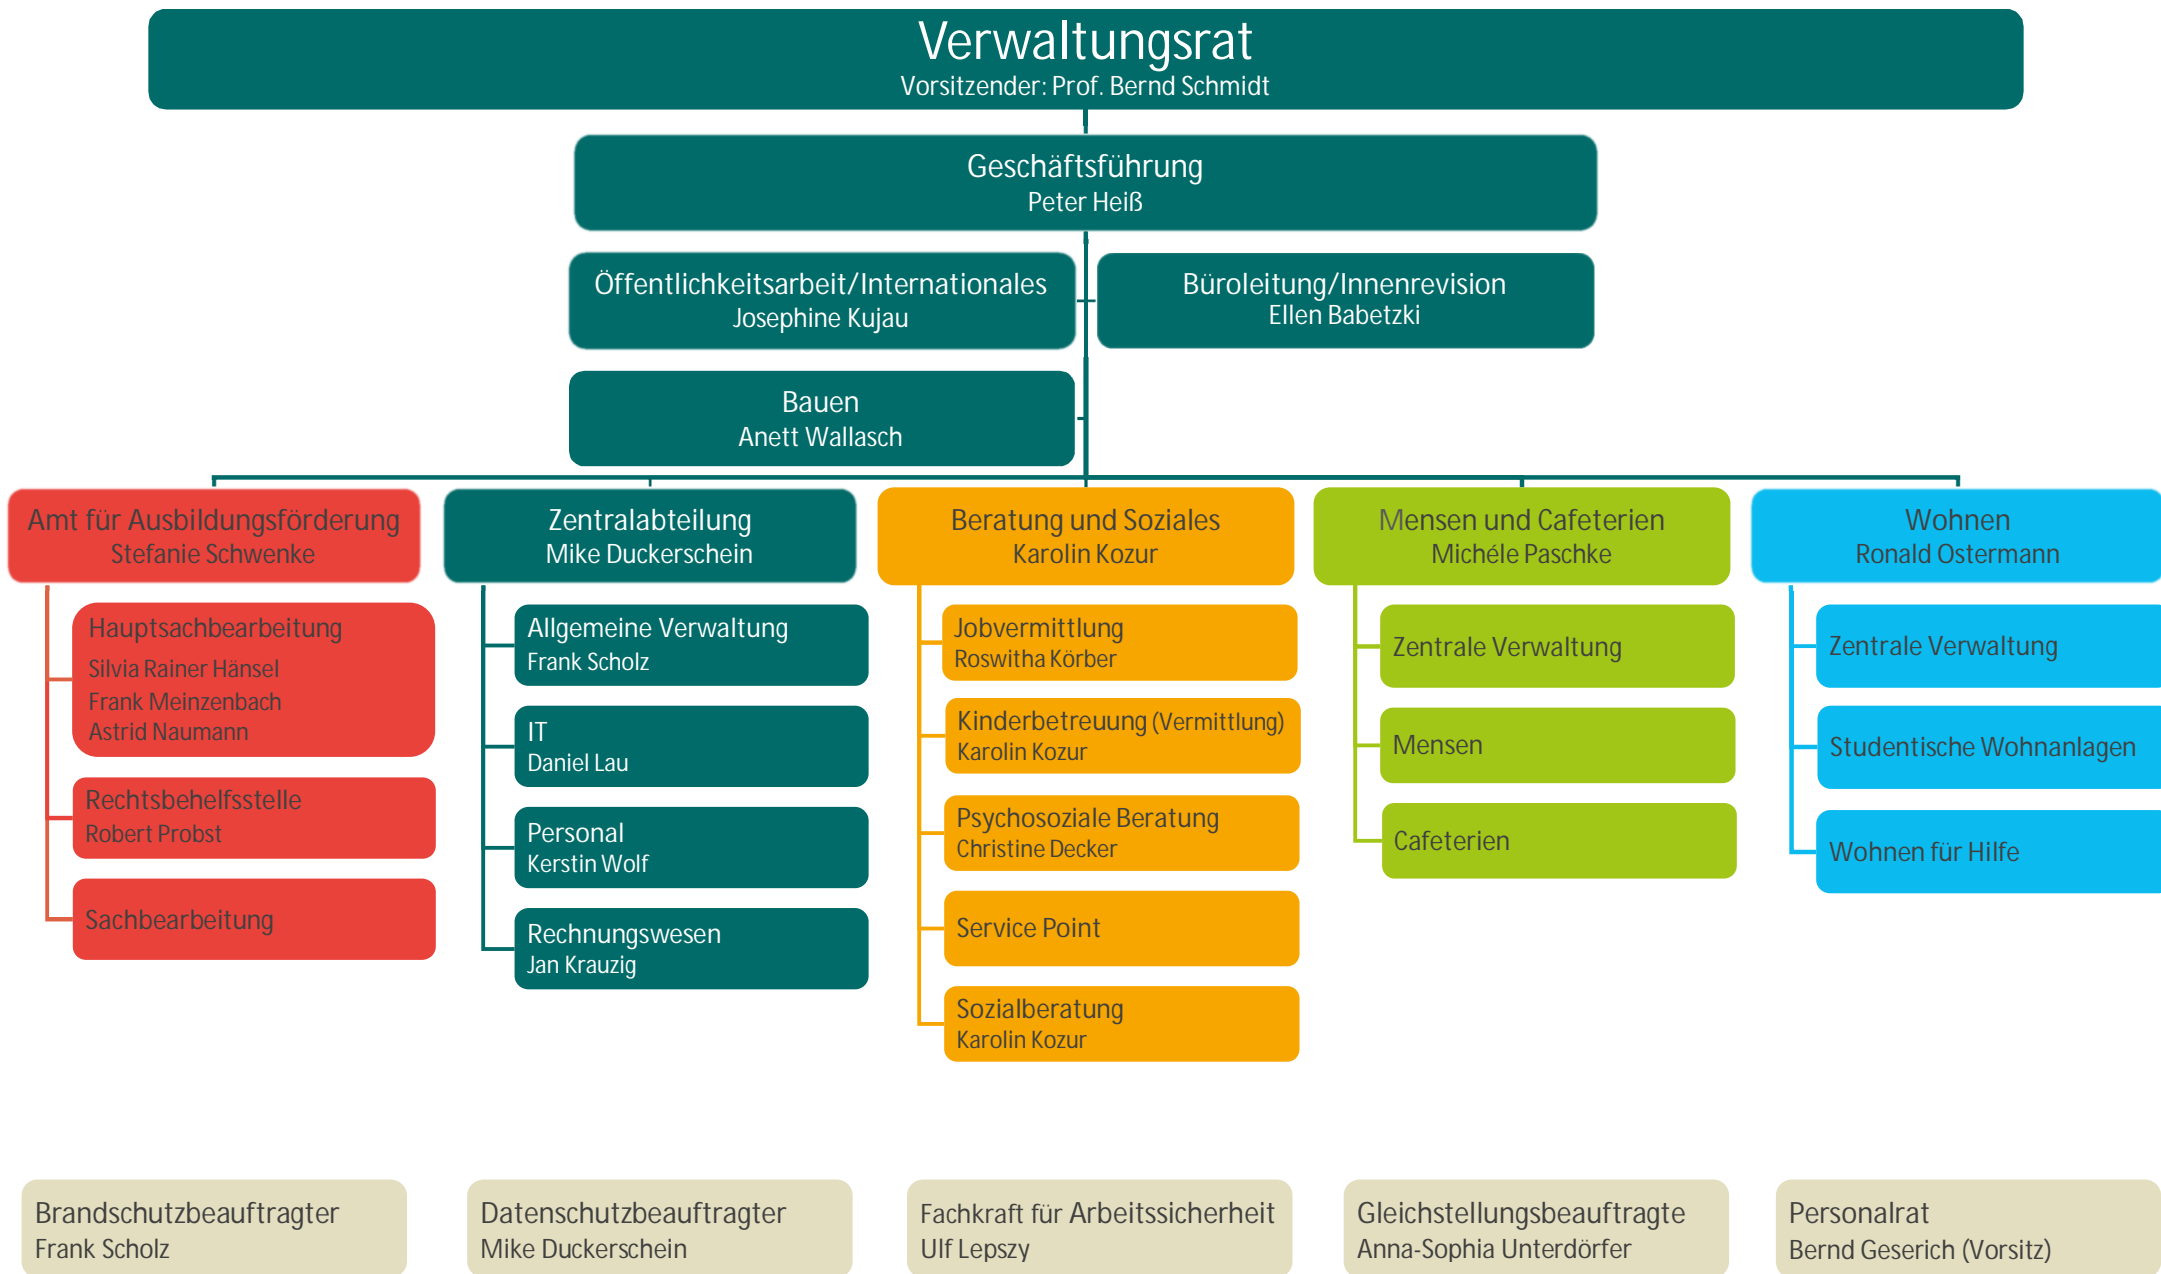 Verwaltungsrat
Vorsitzender: Prof. Bernd Schmidt
Geschäftsführung
Peter Heiß
Öffentlichkeitsarbeit/Internationales
Josephine Kujau
Büroleitung/Innenrevision
Ellen Babetzki
Bauen
Anett Wallasch
Amt für Ausbildungsförderung
Stefanie Schwenke
Hauptsachbearbeitung
Silvia Rainer Hänsel
Frank Meinzenbach
Astrid Naumann
Rechtsbehelfsstelle
Robert Probst
Sachbearbeitung
Zentralabteilung
Mike Duckerschein
Allgemeine Verwaltung
Frank Scholz
IT
Daniel Lau
Personal
Kerstin Wolf
Rechnungswesen
Jan Krauzig
Beratung und Soziales
Karolin Kozur
Jobvermittlung
Roswitha Körber
Kinderbetreuung (Vermittlung)
Karolin Kozur
Psychosoziale Beratung
Christine Decker
Service Point
Sozialberatung
Karolin Kozur
Mensen und Cafeterien
Michéle Paschke
Zentrale Verwaltung
Mensen
Cafeterien
Wohnen
Ronald Ostermann
Zentrale Verwaltung
Studentische Wohnanlagen
Wohnen für Hilfe
Brandschutzbeauftragter
Frank Scholz
Datenschutzbeauftragter
Mike Duckerschein
Fachkraft für Arbeitssicherheit
Ulf Lepszy
Gleichstellungsbeauftragte
Anna-Sophia Unterdörfer
Personalrat
Bernd Geserich (Vorsitz)